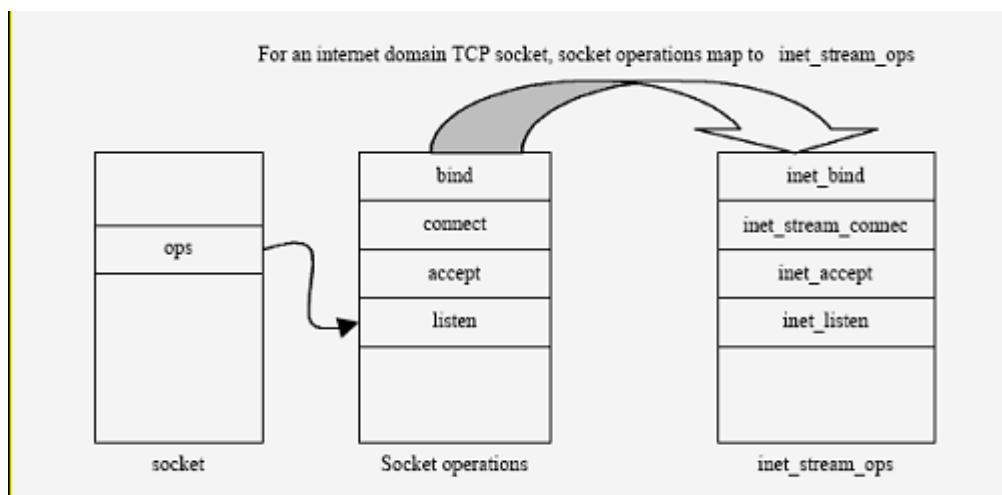 For an internet domain TCP socket, socket operations map to inet_stream_ops
ops
socket
bind
connect
accept
listen
Socket operations
inet_bind
inet_stream_connec
inet_accept
inet_listen
inet_stream_ops